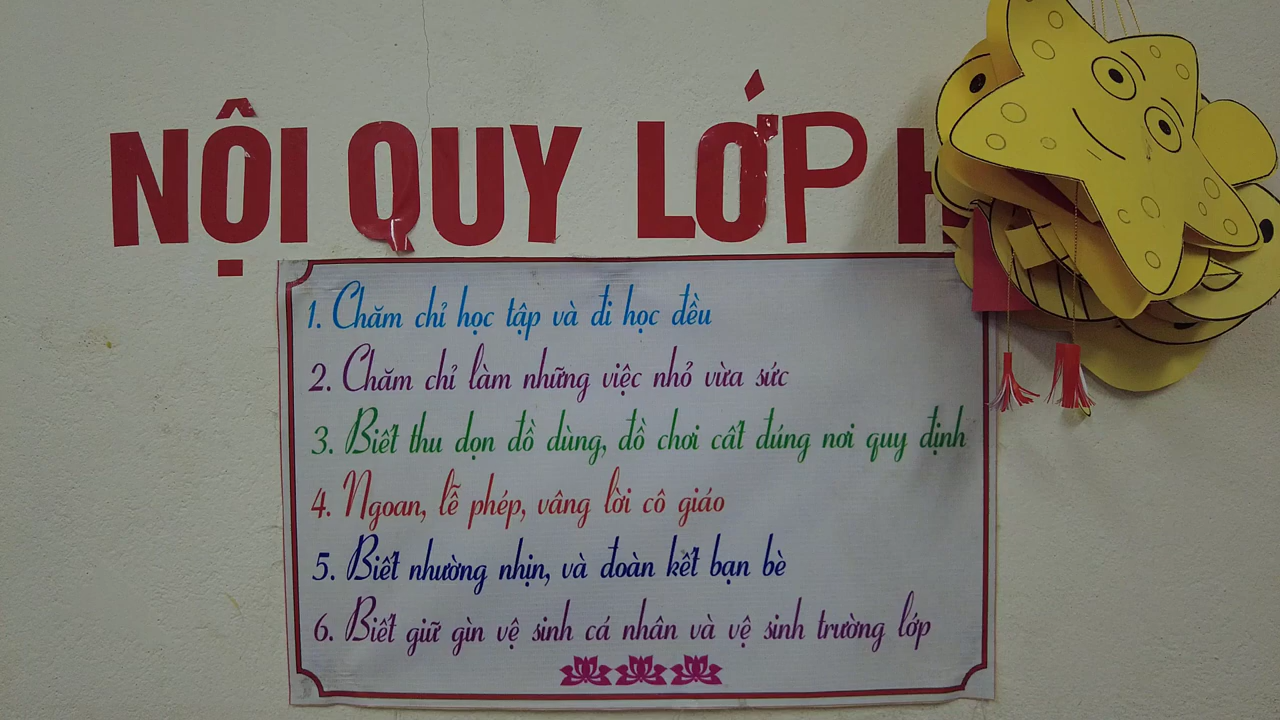 NỘI QUY LỚP
1. Chăm chỉ học tập và đi học đều
2. Chăm chỉ làm những việc nhỏ vừa sức
3. Biết thu dọn đồ dùng, đồ chơi cất đúng nơi quy định
4. Ngoan, lễ phép, vâng lời cô giáo
5. Biết nhường nhịn, và đoàn kết bạn bè
6. Biết giữ gìn vệ sinh cá nhân và vệ sinh trường lớp